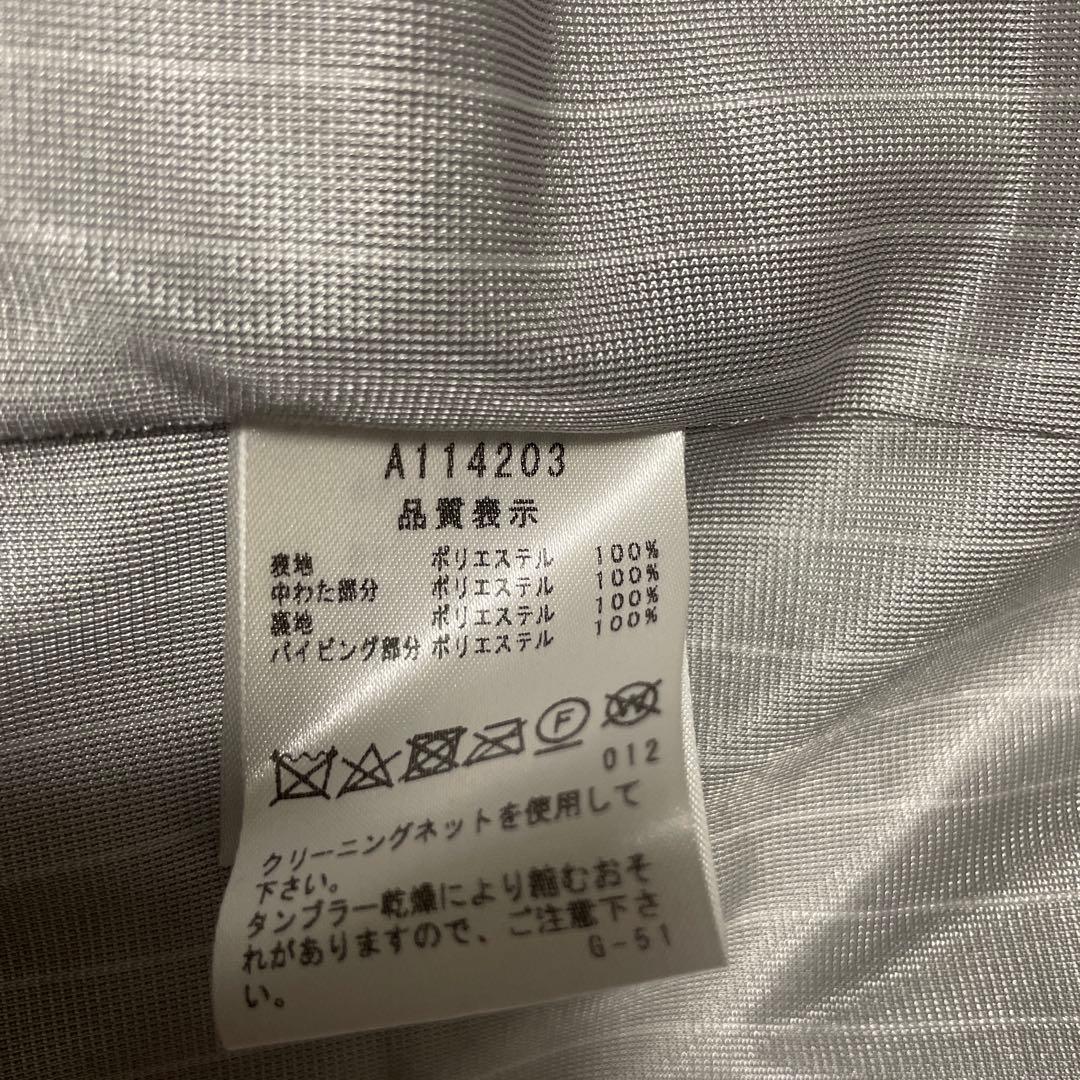 A114203
品質表示
表地 ポリエステル 100%
中わた部分 ポリエステル 100%
裏地 ポリエステル 100%
パイピング部分 ポリエステル 100%
F W
012
クリーニングネットを使用して
下さい。
タンブラー乾燥により縮むおそ
れがありますので、ご注意下さ
い。
G-51